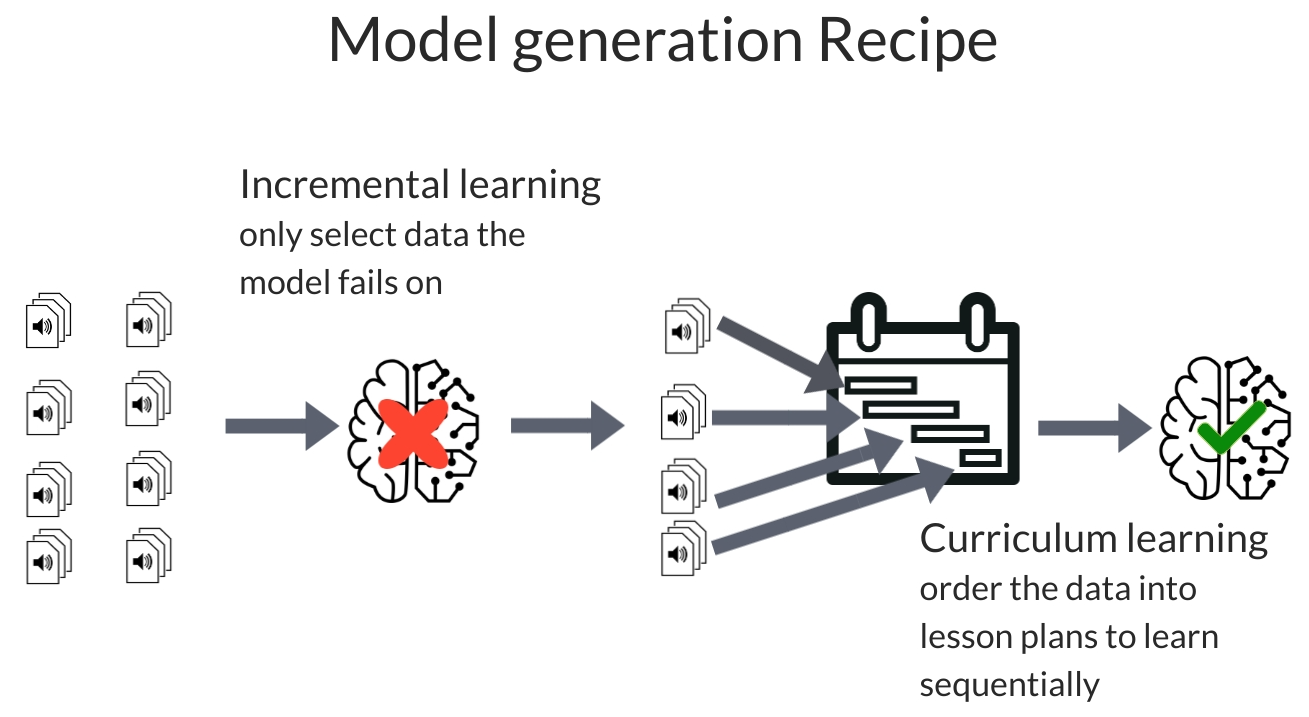 Model generation Recipe
Incremental learning
only select data the
model fails on
Curriculum learning
order the data into
lesson plans to learn
sequentially